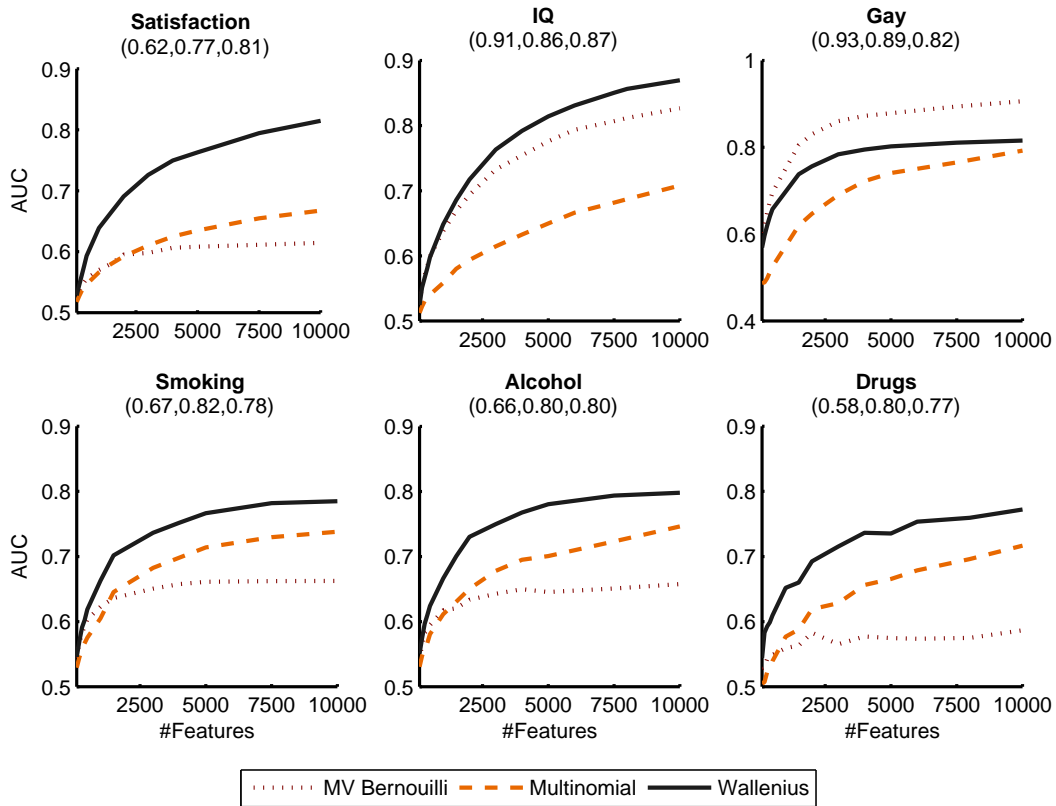 Satisfaction
(0.62,0.77,0.81)
IQ
(0.91,0.86,0.87)
Gay
(0.93,0.89,0.82)
AUC
0.9
0.8
0.7
0.6
0.5
2500 5000 7500 10000
0.9
0.8
0.7
0.6
0.5
2500 5000 7500 10000
1
0.8
0.6
0.4
2500 5000 7500 10000
Smoking
(0.67,0.82,0.78)
Alcohol
(0.66,0.80,0.80)
Drugs
(0.58,0.80,0.77)
AUC
0.9
0.8
0.7
0.6
0.5
2500 5000 7500 10000
#Features
0.9
0.8
0.7
0.6
0.5
2500 5000 7500 10000
#Features
0.9
0.8
0.7
0.6
0.5
2500 5000 7500 10000
#Features
MV Bernouilli Multinomial Wallenius